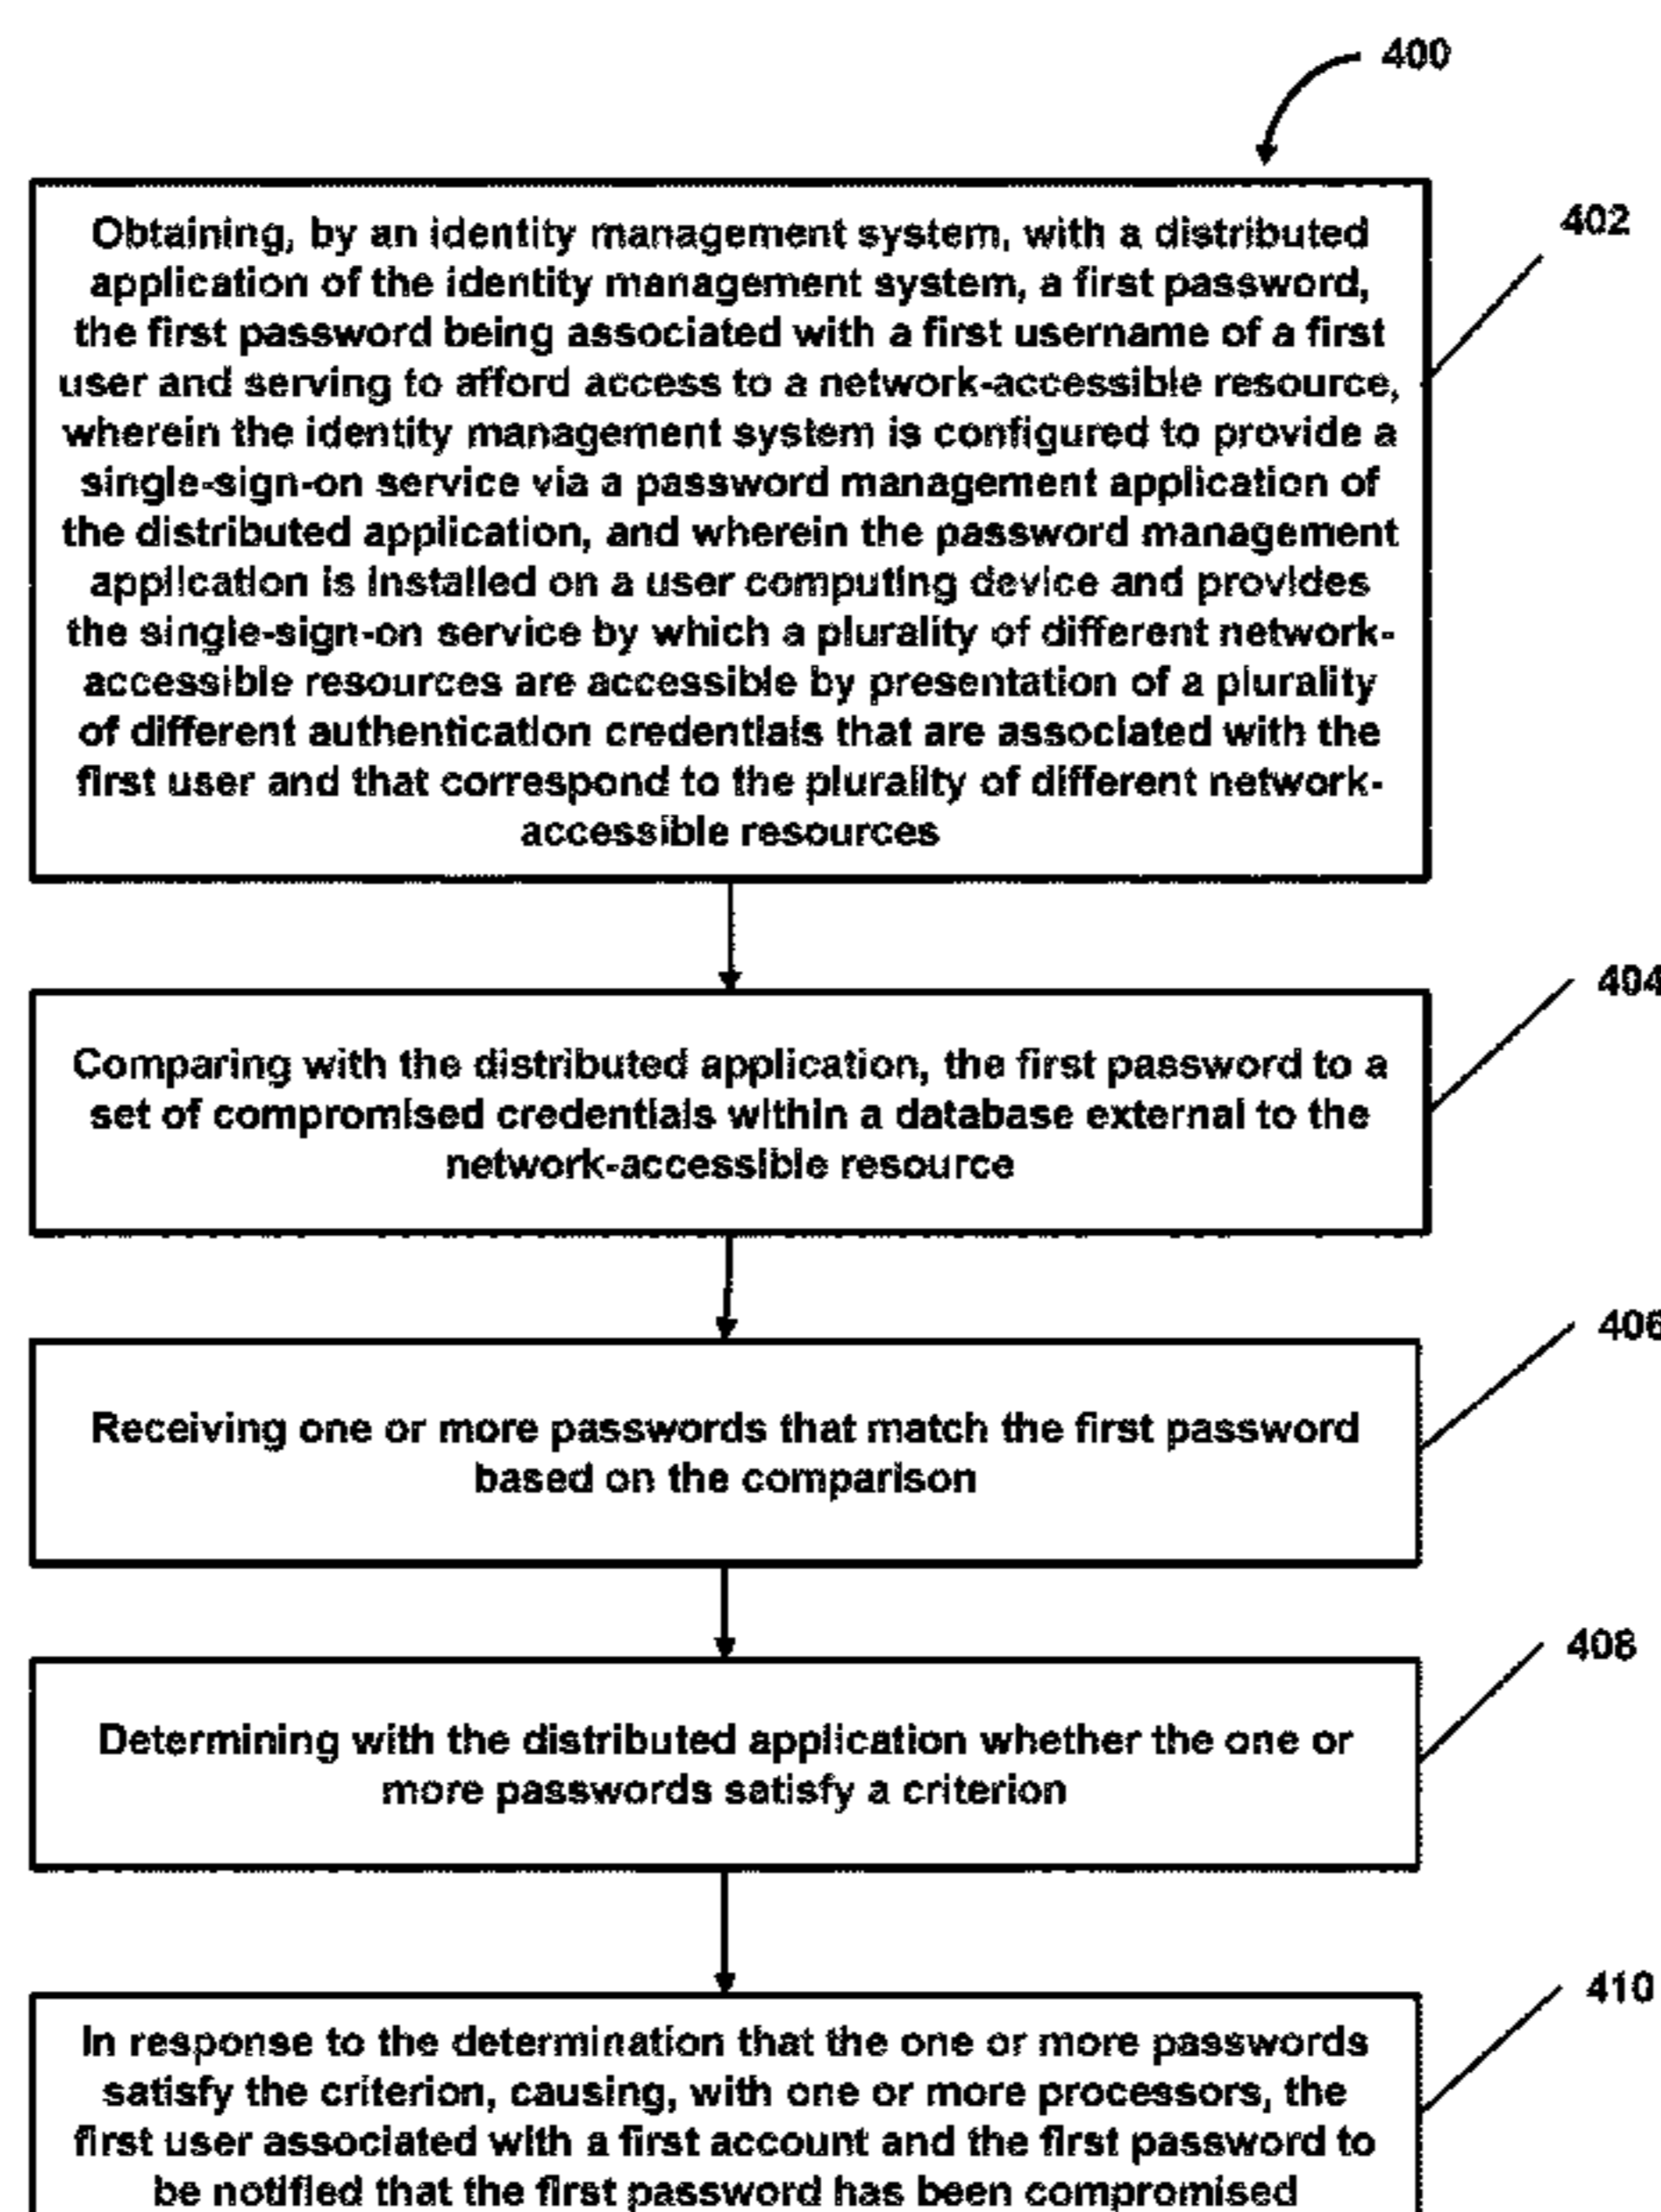 400
402
Obtaining, by an identity management system, with a distributed
application of the identity management system, a first password,
the first password being associated with a first username of a first
user and serving to afford access to a network-accessible resource,
wherein the identity management system is configured to provide a
single-sign-on service via a password management application of
the distributed application, and wherein the password management
application is installed on a user computing device and provides
the single-sign-on service by which a plurality of different network-
accessible resources are accessible by presentation of a plurality
of different authentication credentials that are associated with the
first user and that correspond to the plurality of different network-
accessible resources
404
Comparing with the distributed application, the first password to a
set of compromised credentials within a database external to the
network-accessible resource
406
Receiving one or more passwords that match the first password
based on the comparison
408
Determining with the distributed application whether the one or
more passwords satisfy a criterion
410
In response to the determination that the one or more passwords
satisfy the criterion, causing, with one or more processors, the
first user associated with a first account and the first password to
be notified that the first password has been compromised